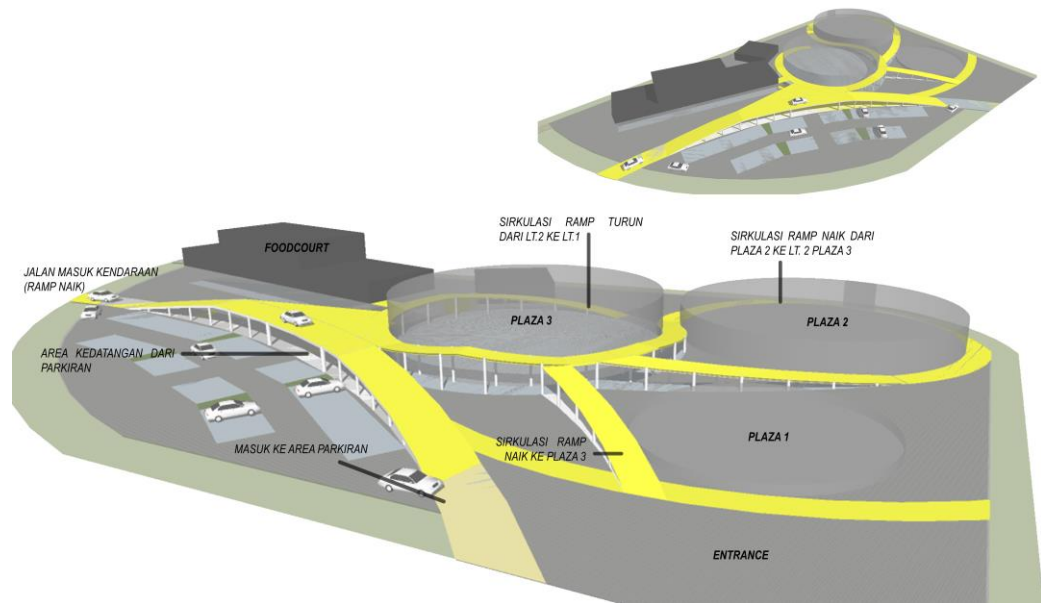 SIRKULASI RAMP TURUN
DARI LT.2 KE LT.1
SIRKULASI RAMP NAIK DARI
PLAZA 2 KE LT. 2 PLAZA 3
FOODCOURT
JALAN MASUK KENDARAAN
(RAMP NAIK)
PLAZA 3
PLAZA 2
AREA KEDATANGAN DARI
PARKIRAN
PLAZA 1
MASUK KE AREA PARKIRAN
SIRKULASI RAMP
NAIK KE PLAZA 3
ENTRANCE